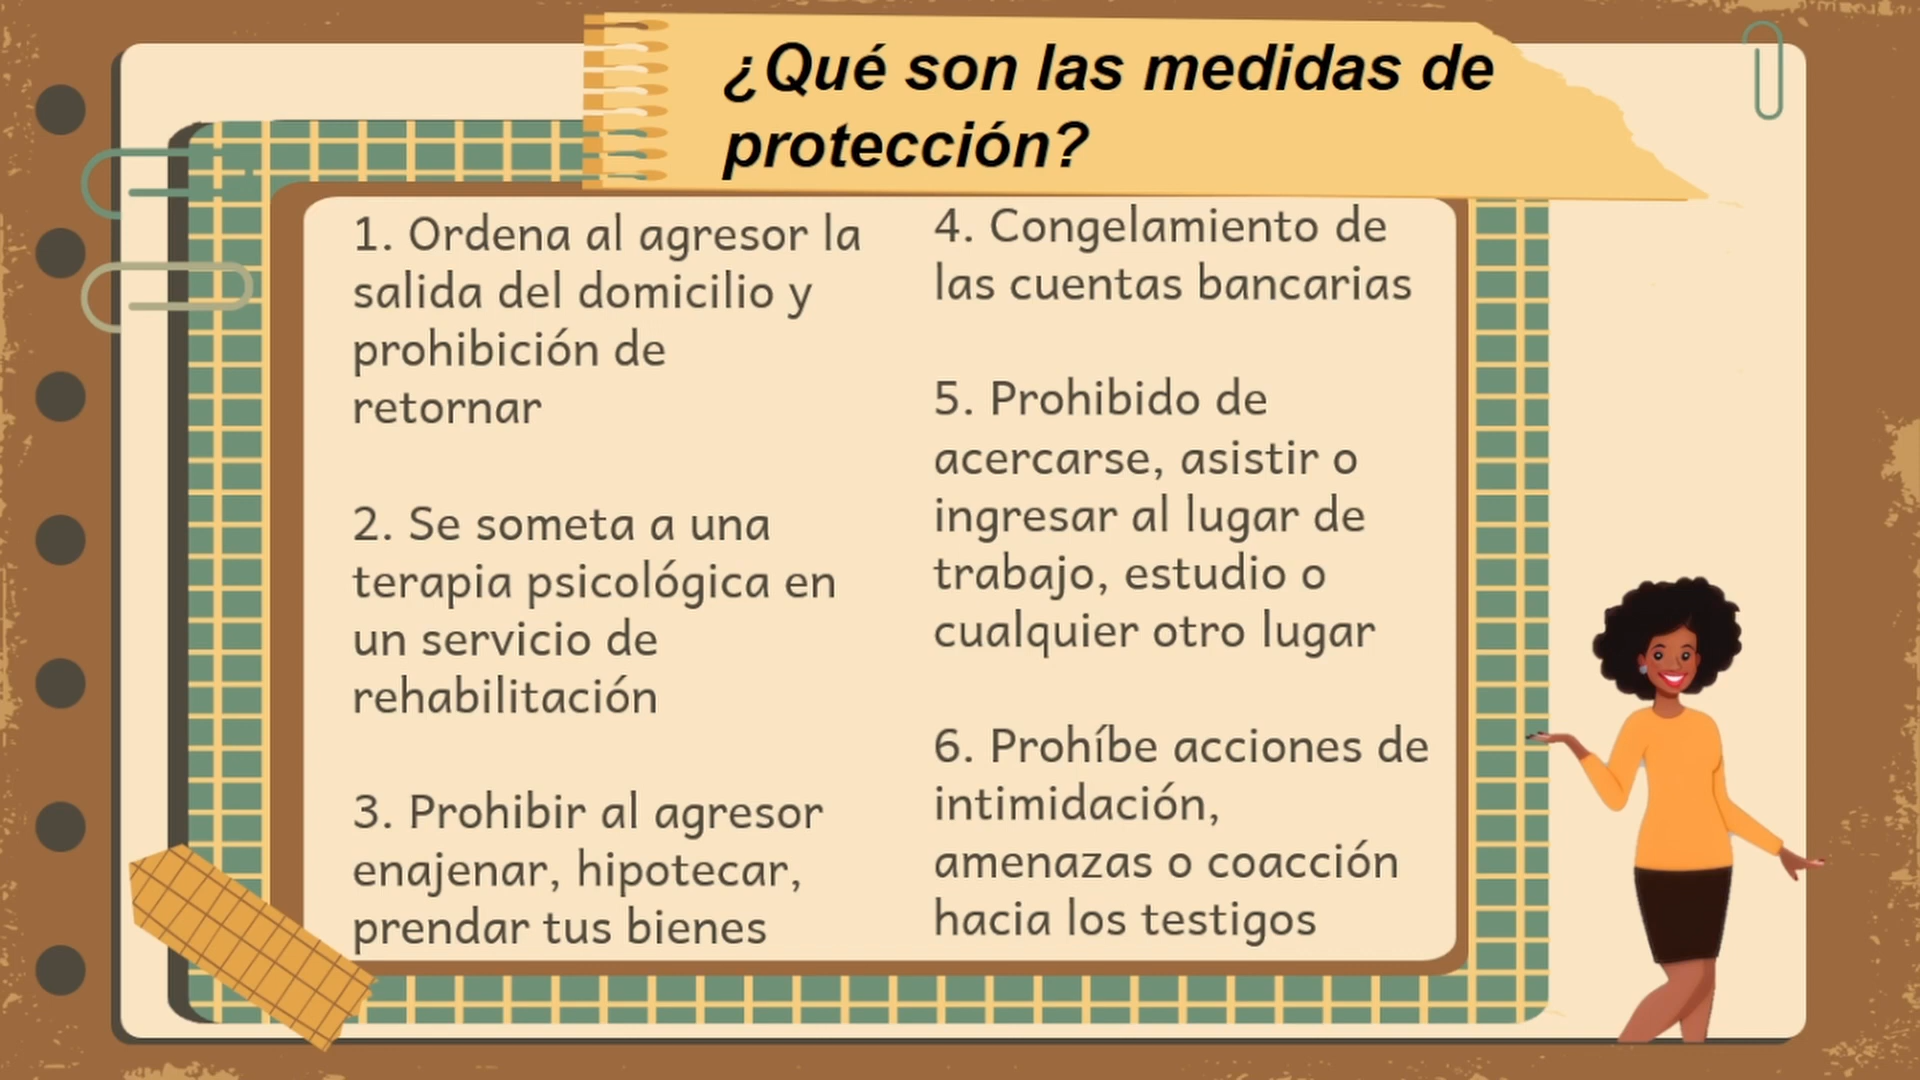 ¿Qué son las medidas de
protección?
1. Ordena al agresor la
salida del domicilio y
prohibición de
retornar
2. Se someta a una
terapia psicológica en
un servicio de
rehabilitación
3. Prohibir al agresor
enajenar, hipotecar,
prendar tus bienes
4. Congelamiento de
las cuentas bancarias
5. Prohibido de
acercarse, asistir o
ingresar al lugar de
trabajo, estudio o
cualquier otro lugar
6. Prohíbe acciones de
intimidación,
amenazas o coacción
hacia los testigos